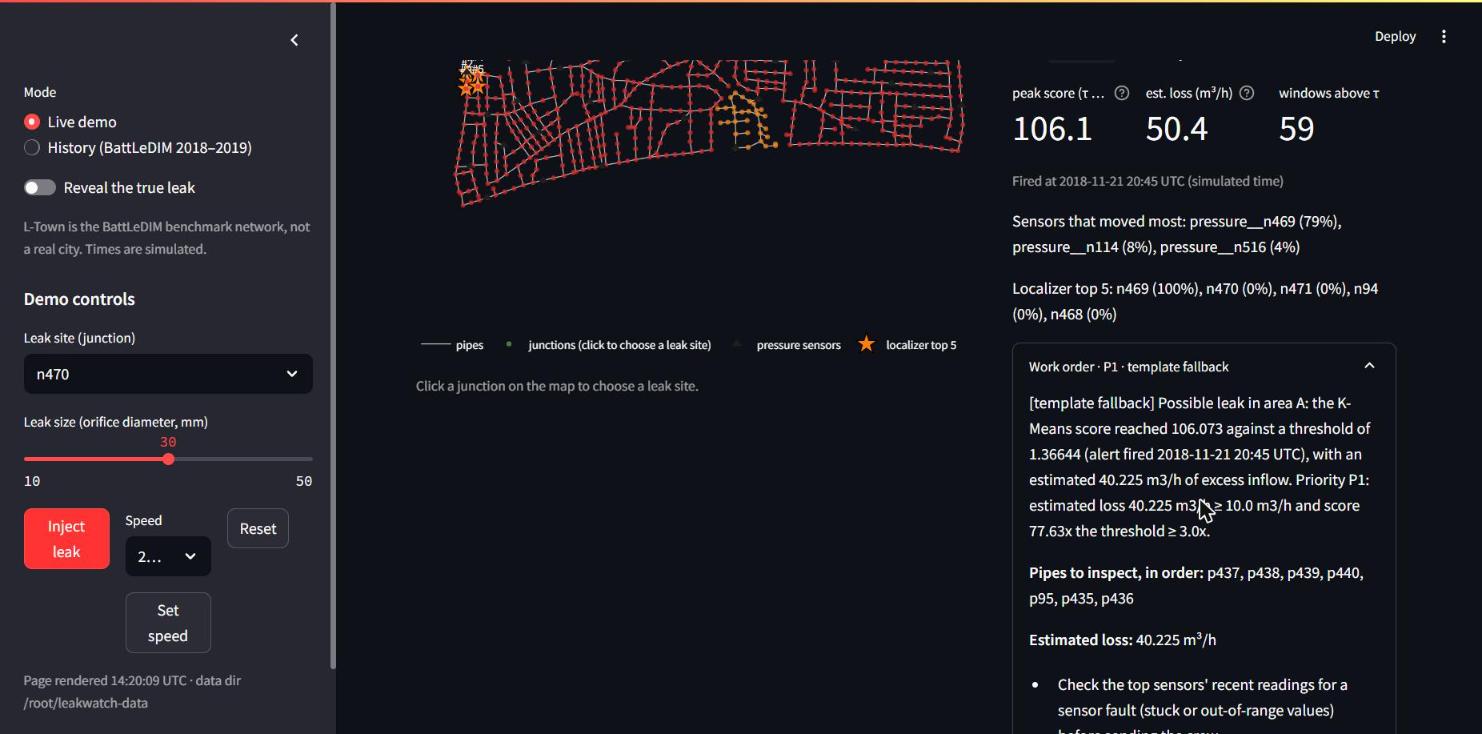 Deploy
Mode
Live demo
History (BattLeDIM 2018–2019)
Reveal the true leak
L-Town is the BattLeDIM benchmark network, not
a real city. Times are simulated.
Demo controls
Leak site (junction)
n470
Leak size (orifice diameter, mm)
30
10
50
Inject
leak
Speed
2...
Reset
Set
speed
Page rendered 14:20:09 UTC · data dir
/root/leakwatch-data
pipes
junctions (click to choose a leak site)
pressure sensors
localizer top 5
Click a junction on the map to choose a leak site.
peak score (τ ...
est. loss (m³/h)
windows above τ
106.1
50.4
59
Fired at 2018-11-21 20:45 UTC (simulated time)
Sensors that moved most: pressure__n469 (79%),
pressure__n114 (8%), pressure__n516 (4%)
Localizer top 5: n469 (100%), n470 (0%), n471 (0%), n94
(0%), n468 (0%)
Work order · P1 · template fallback
[template fallback] Possible leak in area A: the K-
Means score reached 106.073 against a threshold of
1.36644 (alert fired 2018-11-21 20:45 UTC), with an
estimated 40.225 m3/h of excess inflow. Priority P1:
estimated loss 40.225 ≥ 10.0 m3/h and score
77.63x the threshold ≥ 3.0x.
Pipes to inspect, in order: p437, p438, p439, p440,
p95, p435, p436
Estimated loss: 40.225 m³/h
Check the top sensors' recent readings for a
sensor fault (stuck or out-of-range values)